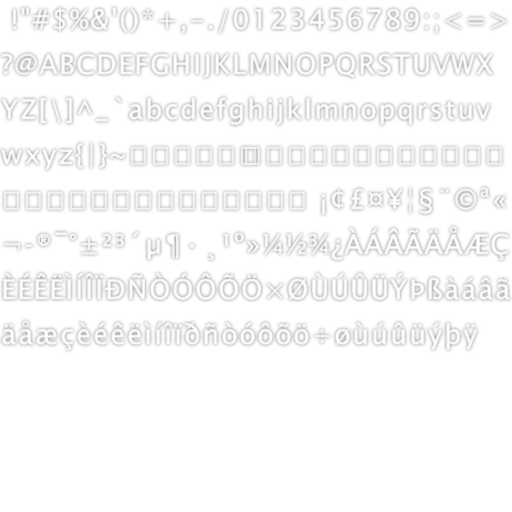 !"#$%&'()*+,-./0123456789:;<=>
?@ABCDEFGHIJKLMNOPQRSTUVWX
YZ[\]^_`abcdefghijklmnopqrstuv
wxyz{|}~□□□□□□□□□□□□□□□□□
□□□□□□□□□□□□□□ ¡¢£¤¥¦§¨©ª«
¬-®¯°±²³´µ¶·¸¹º»¼½¾¿ÀÁÂÃÄÅÆÇ
ÈÉÊËÌÍÎÏÐÑÒÓÔÕÖ×ØÙÚÛÜÝÞßàáâã
äåæçèéêëìíîïðñòóôõö÷øùúûüýþÿ